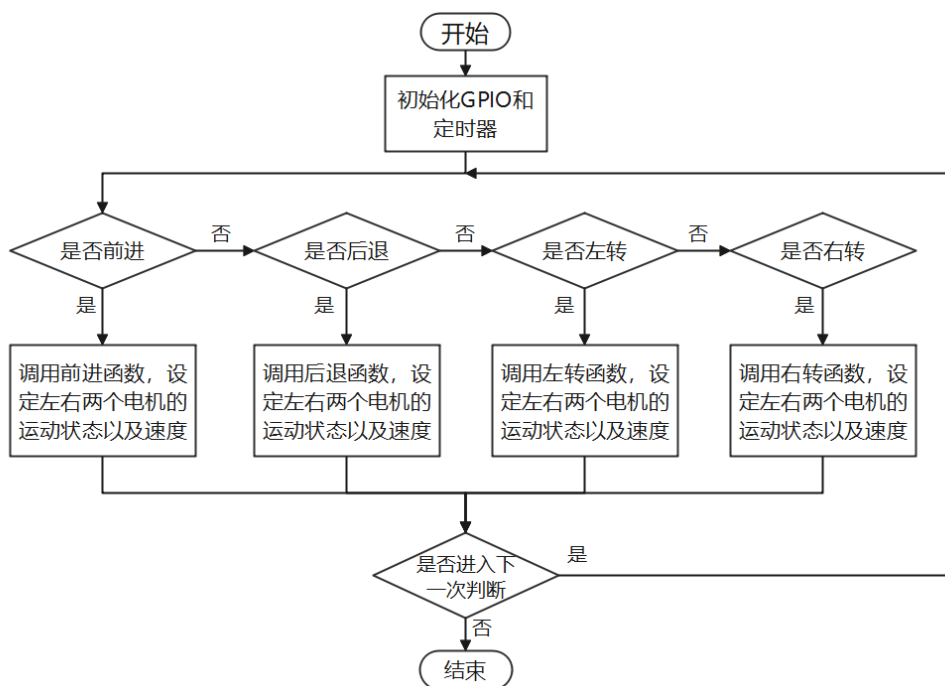 开始
初始化GPIO和
定时器
是否前进
否
是否后退
否
是否左转
否
是否右转
是
是
是
是
调用前进函数，设
定左右两个电机的
运动状态以及速度
调用后退函数，设
定左右两个电机的
运动状态以及速度
调用左转函数，设
定左右两个电机的
运动状态以及速度
调用右转函数，设
定左右两个电机的
运动状态以及速度
是否进入下
一次判断
是
否
结束